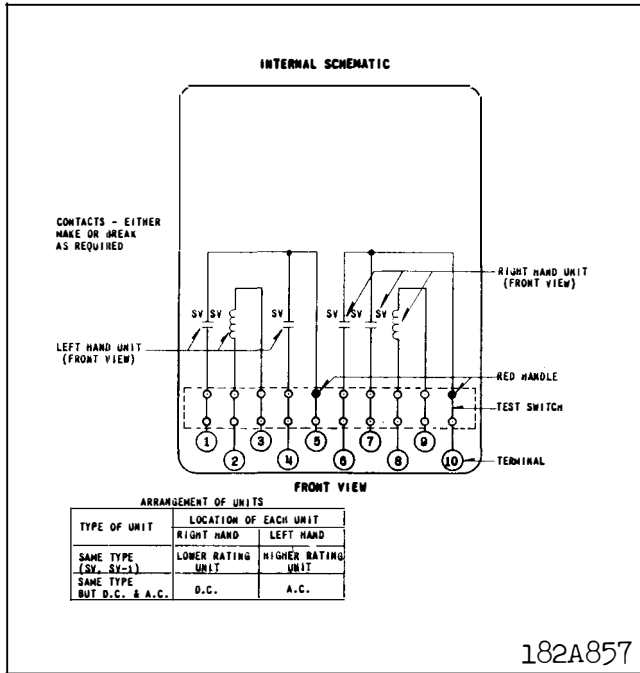 INTERNAL SCHEMATIC
CONTACTS - EITHER
MAKE OR BREAK
AS REQUIRED
RIGHT HAND UNIT
(FRONT VIEW)
SV SV SV SV SV
LEFT HAND UNIT
(FRONT VIEW)
RED HANDLE
TEST SWITCH
1 3 5 7 9
2 4 6 8 10
TERMINAL
FRONT VIEW
ARRANGEMENT OF UNITS
TYPE OF UNIT LOCATION OF EACH UNIT
RIGHT HAND LEFT HAND
SAME TYPE LOWER RATING HIGHER RATING
(SV, SV-1) UNIT UNIT
SAME TYPE
BUT D.C. & A.C. D.C. A.C.
182A857